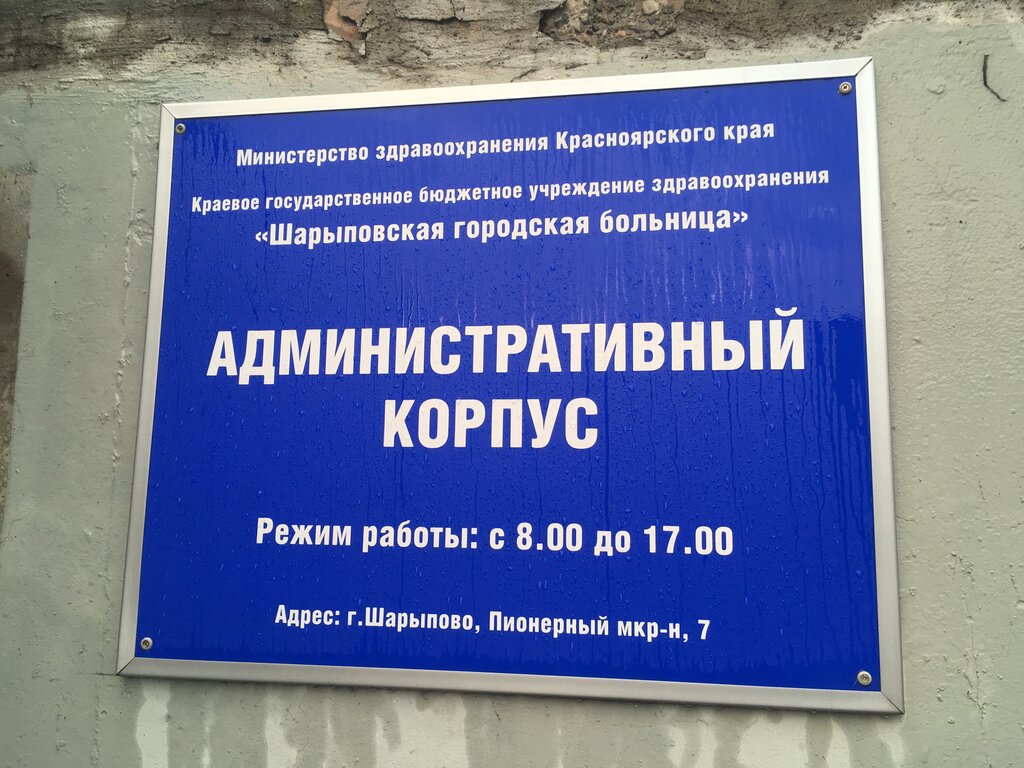 Министерство здравоохранения Красноярского края
Краевое государственное бюджетное учреждение здравоохранения
«Шарыповская городская больница»
АДМИНИСТРАТИВНЫЙ
КОРПУС
Режим работы: с 8.00 до 17.00
Адрес: г.Шарыпово, Пионерный мкр-н, 7